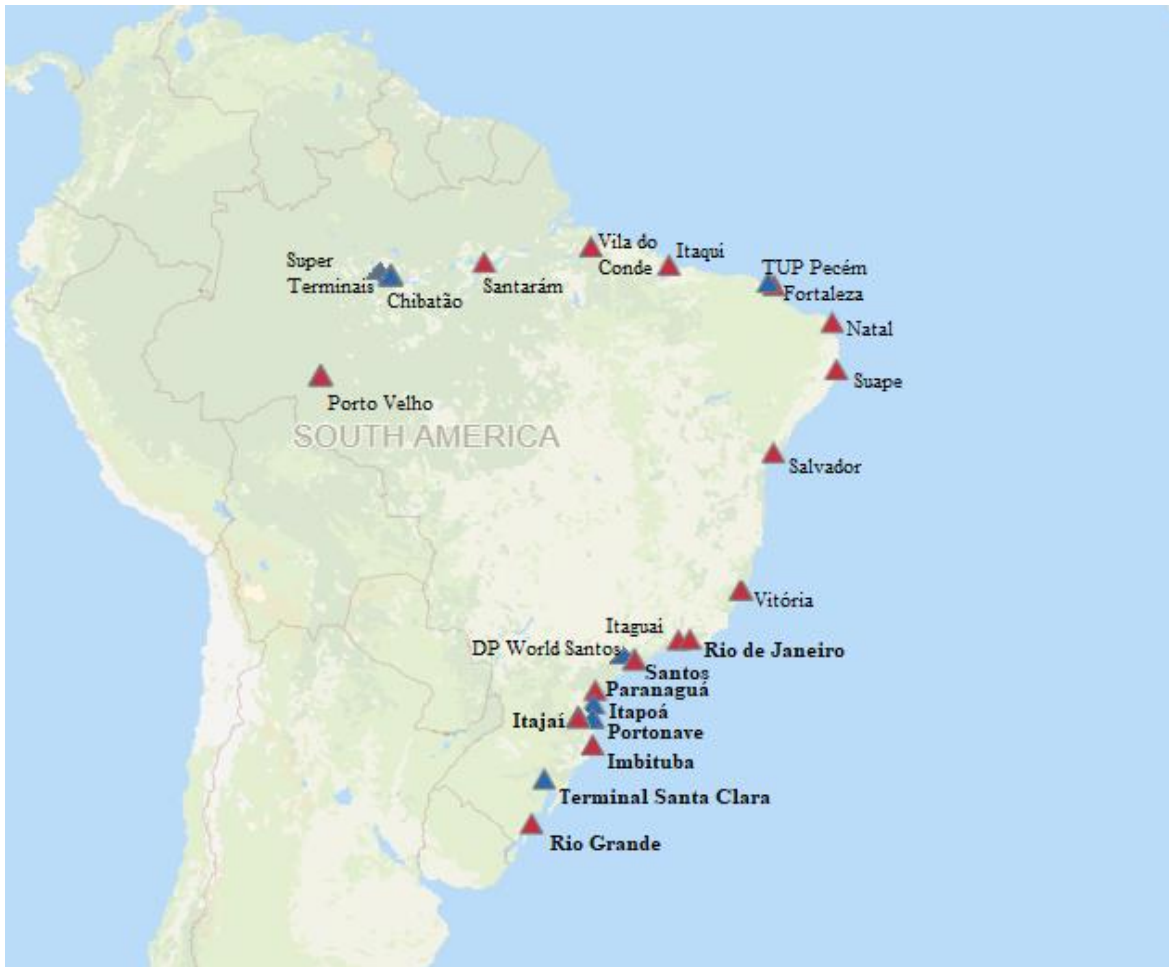 Super
Terminais
Chibatão
Santarám
Vila do
Conde
Itaqui
TUP Pecém
Fortaleza
Natal
Suape
Porto Velho
SOUTH AMERICA
Salvador
Vitória
Itaguai
Rio de Janeiro
DP World Santos
Santos
Paranaguá
Itapoá
Itajaí
Portonave
Imbituba
Terminal Santa Clara
Rio Grande